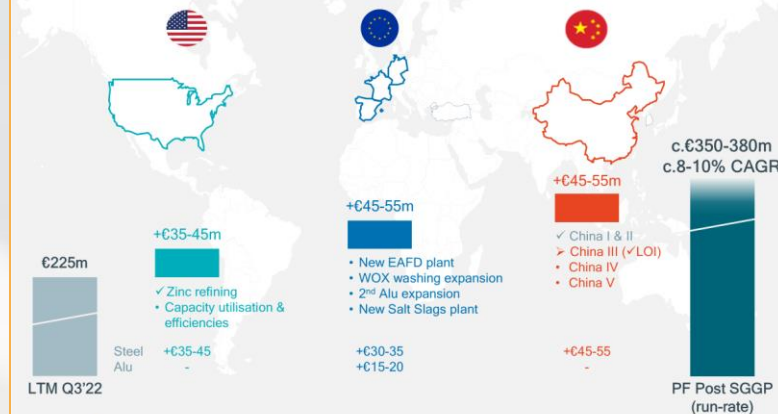 c.€350-380m
c.8-10% CAGR
+€45-55m
+€45-55m
+€35-45m
€225m
✓ Zinc refining
• Capacity utilisation &
efficiencies
• New EAFD plant
• WOX washing expansion
• 2nd Alu expansion
• New Salt Slags plant
✓ China I & II
➢ China III (✓LOI)
• China IV
• China V
Steel +€35-45 +€30-35 +€45-55
Alu - +€15-20 -
LTM Q3'22
PF Post SGGP
(run-rate)